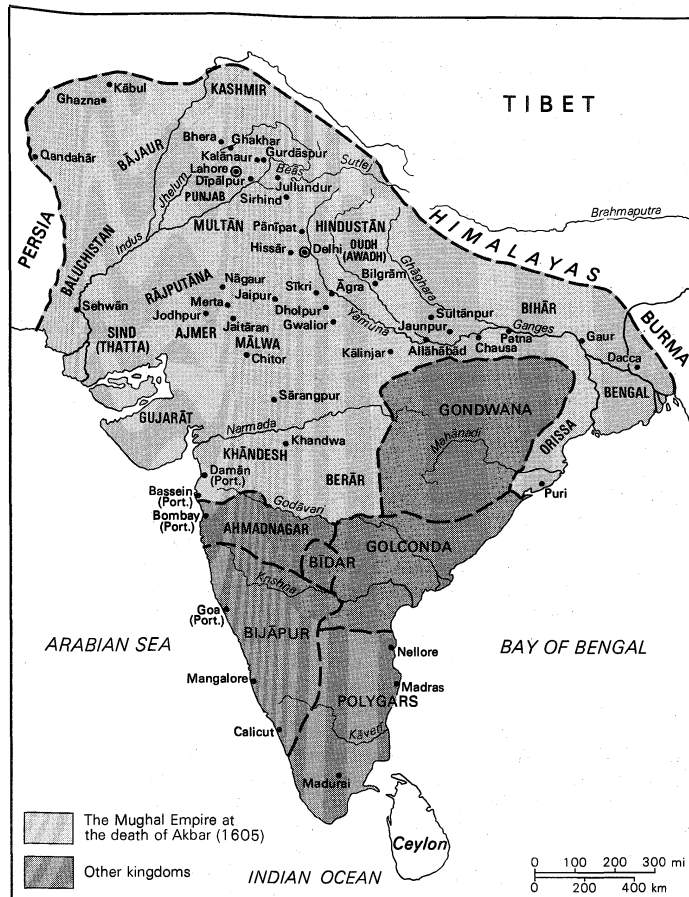 TIBET
KASHMIR
Kābul
Ghazna
BĀJAUR
Bhera
Ghakhar
Kalānaur
Gurdāspur
Qandahār
Lahore
Beās
Sutlej
Dīpālpur
Jullundur
PUNJAB
Sirhind
Jhelum
HIMALAYAS
Brahmaputra
PERSIA
BALUCHISTAN
Indus
MULTĀN
Pānīpat
HINDUSTĀN
Hissār
Delhi
OUDH
(AWADH)
Bilgrām
Ghāghara
RĀJPUTĀNA
Nāgaur
Sīkri
Āgra
Sehwān
Merta
Jaipur
Jodhpur
Dholpur
Sultānpur
BIHĀR
BURMA
SIND
(THATTA)
AJMER
Jaitāran
Gwalior
Yamuna
Jaunpur
Ganges
Patna
Gaur
MĀLWA
Chitor
Kālinjar
Allāhābād
Chausa
Dacca
BENGAL
Sārangpur
GONDWANA
GUJARĀT
Narmada
Khandwa
Mahānadi
ORISSA
KHĀNDESH
BERĀR
Damān
(Port.)
Puri
Bassein
(Port.)
Godāvari
Bombay
(Port.)
AHMADNAGAR
GOLCONDA
BĪDAR
Krishna
Goa
(Port.)
BIJĀPUR
ARABIAN SEA
BAY OF BENGAL
Nellore
Mangalore
Madras
POLYGARS
Calicut
Kāveri
Madurai
The Mughal Empire at
the death of Akbar (1605)
Ceylon
Other kingdoms
INDIAN OCEAN
0 100 200 300 mi
0 200 400 km